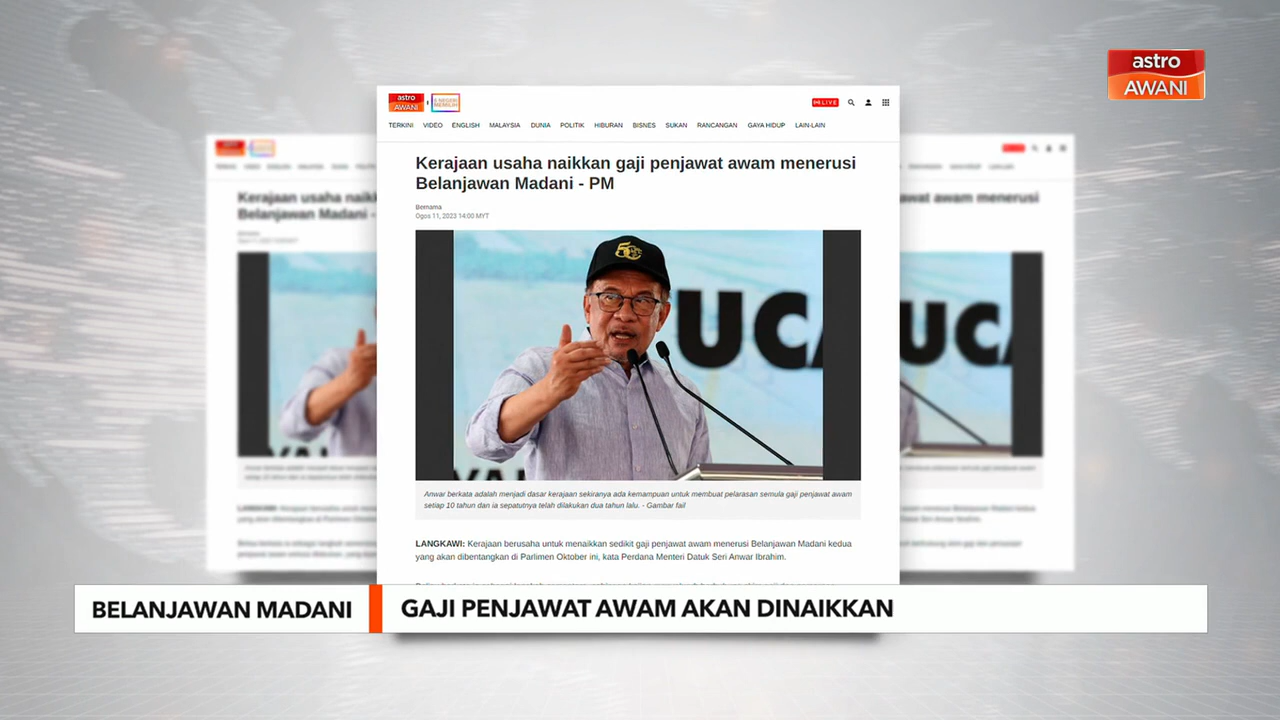 astro
AWANI
astro
AWANI
6 NEGERI
MEMILIH
LIVE
TERKINI VIDEO ENGLISH MALAYSIA DUNIA POLITIK HIBURAN BISNES SUKAN RANCANGAN GAYA HIDUP LAIN-LAIN
Kerajaan usaha naikkan gaji penjawat awam menerusi
Belanjawan Madani - PM
Bernama
Ogos 11, 2023 14:00 MYT
50
UCA
Anwar berkata adalah menjadi dasar kerajaan sekiranya ada kemampuan untuk membuat pelarasan semula gaji penjawat awam
setiap 10 tahun dan ia sepatutnya telah dilakukan dua tahun lalu. - Gambar fail
LANGKAWI: Kerajaan berusaha untuk menaikkan sedikit gaji penjawat awam menerusi Belanjawan Madani kedua
yang akan dibentangkan di Parlimen Oktober ini, kata Perdana Menteri Datuk Seri Anwar Ibrahim.
BELANJAWAN MADANI
GAJI PENJAWAT AWAM AKAN DINAIKKAN